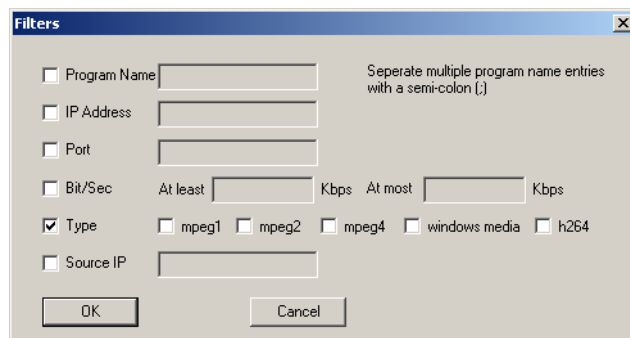 Filters
Program Name
Seperate multiple program name entries
with a semi-colon (;)
IP Address
Port
Bit/Sec At least Kbps At most Kbps
Type mpeg1 mpeg2 mpeg4 windows media h264
Source IP
OK Cancel